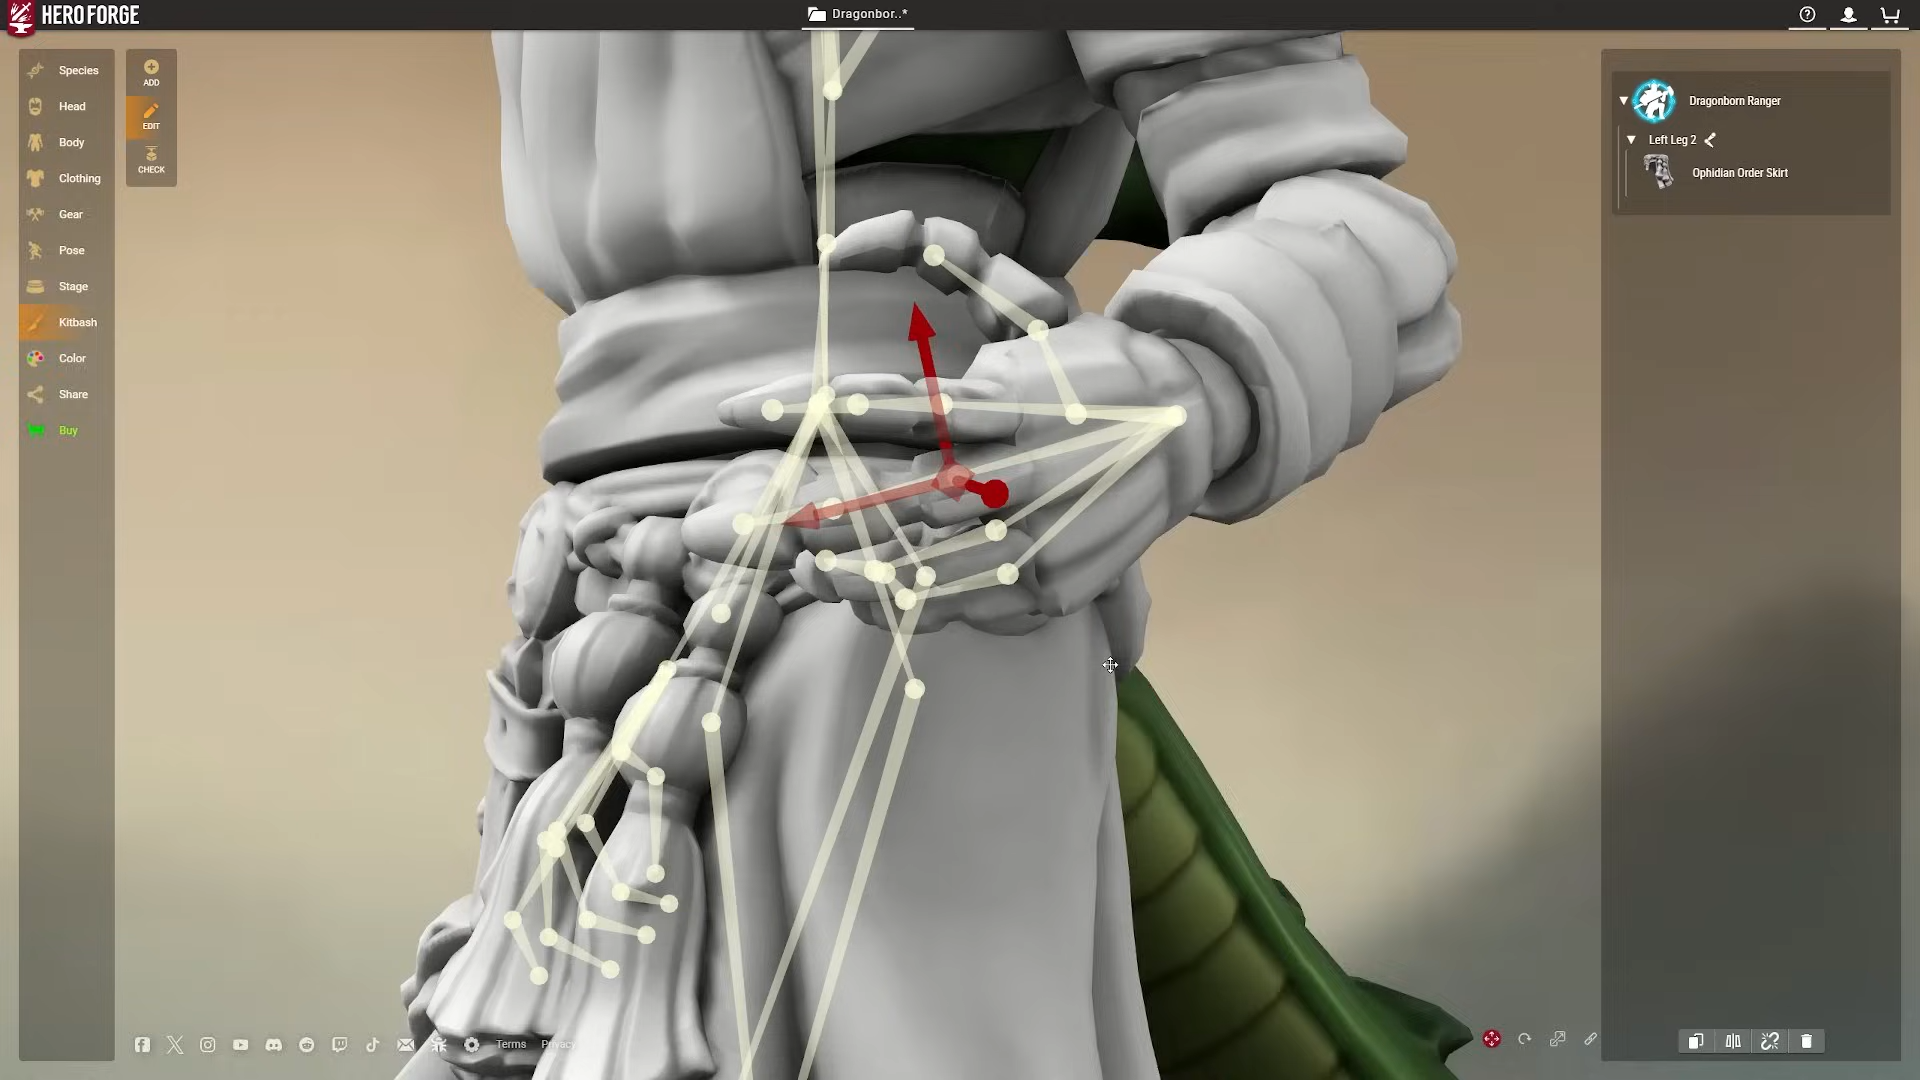 HERO FORGE
Dragonbor..*
Species
Head
Body
Clothing
Gear
Pose
Stage
Kitbash
Color
Share
Buy
ADD
EDIT
CHECK
Dragonborn Ranger
Left Leg 2
Ophidian Order Skirt
Terms
Privacy